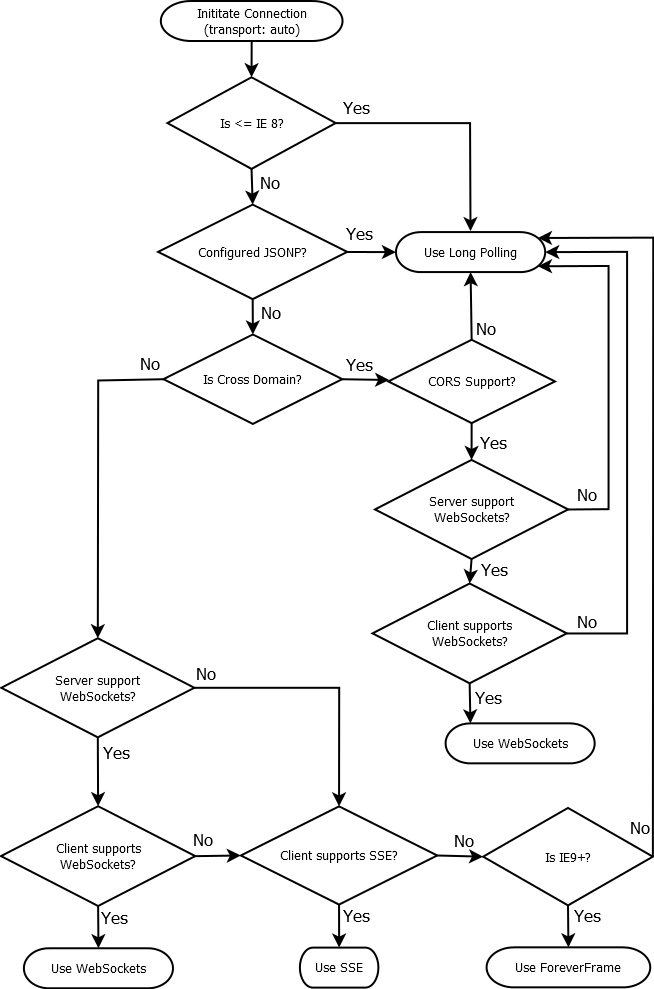 Inititate Connection
(transport: auto)
Yes
Is <= IE 8?
No
Yes
Configured JSONP?
Use Long Polling
No
No
No
Yes
Is Cross Domain?
CORS Support?
Yes
Server support
WebSockets?
No
Yes
Client supports
WebSockets?
No
Server support
WebSockets?
No
Yes
Use WebSockets
Yes
Client supports
WebSockets?
No
Client supports SSE?
No
Is IE9+?
No
Yes
Yes
Yes
Use WebSockets
Use SSE
Use ForeverFrame